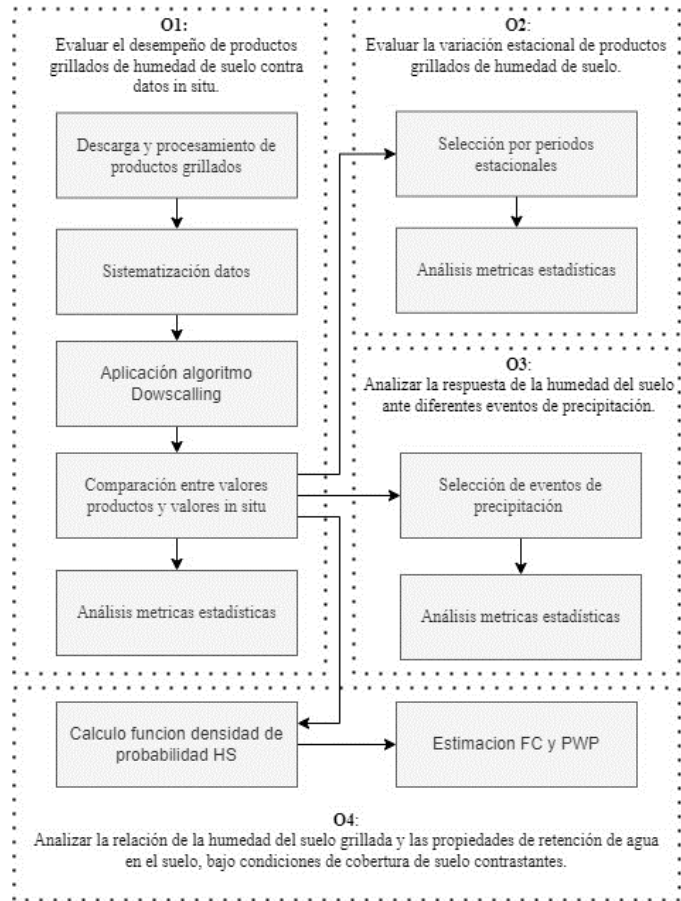 O1:
Evaluar el desempeño de productos
grillados de humedad de suelo contra
datos in situ.
Descarga y procesamiento de
productos grillados
Sistematización datos
Aplicación algoritmo
Dowscalling
Comparación entre valores
productos y valores in situ
Análisis metricas estadísticas
O2:
Evaluar la variación estacional de productos
grillados de humedad de suelo.
Selección por periodos
estacionales
Análisis metricas estadísticas
O3:
Analizar la respuesta de la humedad del suelo
ante diferentes eventos de precipitación.
Selección de eventos de
precipitación
Análisis metricas estadísticas
Calculo funcion densidad de
probabilidad HS
Estimacion FC y PWP
O4:
Analizar la relación de la humedad del suelo grillada y las propiedades de retención de agua
en el suelo, bajo condiciones de cobertura de suelo contrastantes.